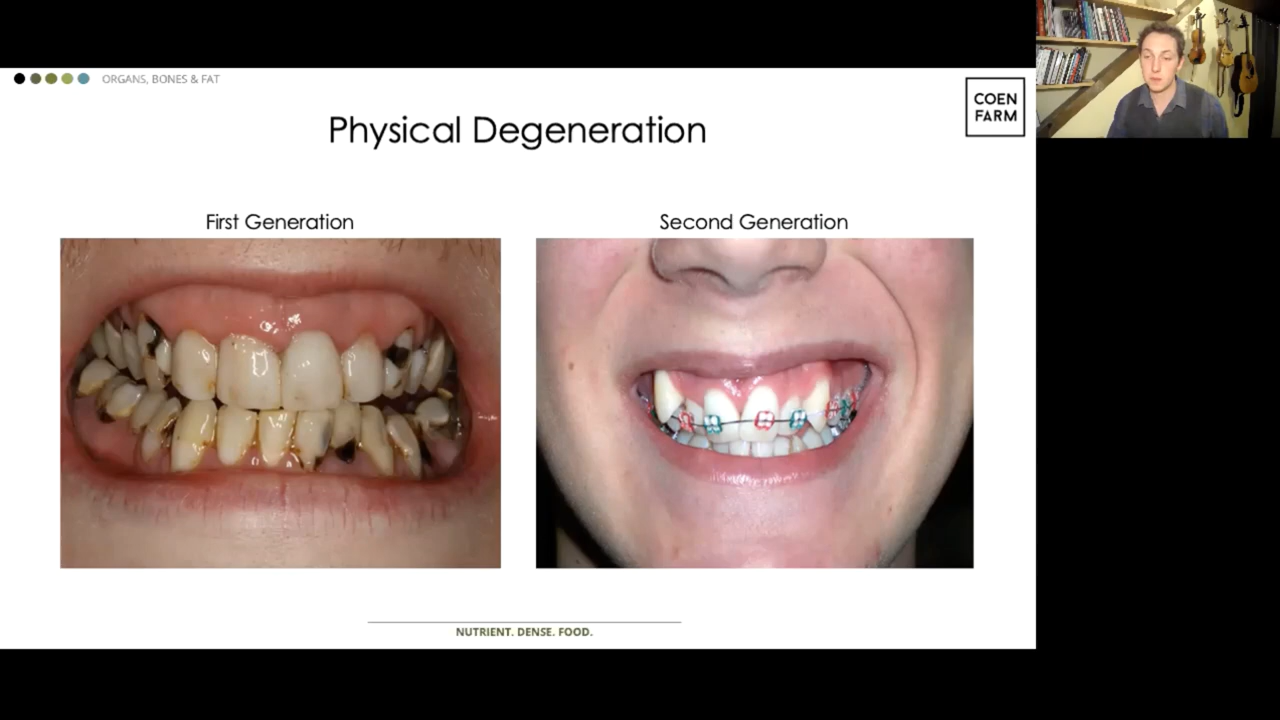 ORGANS, BONES & FAT
COEN
FARM
Physical Degeneration
First Generation
Second Generation
NUTRIENT. DENSE. FOOD.